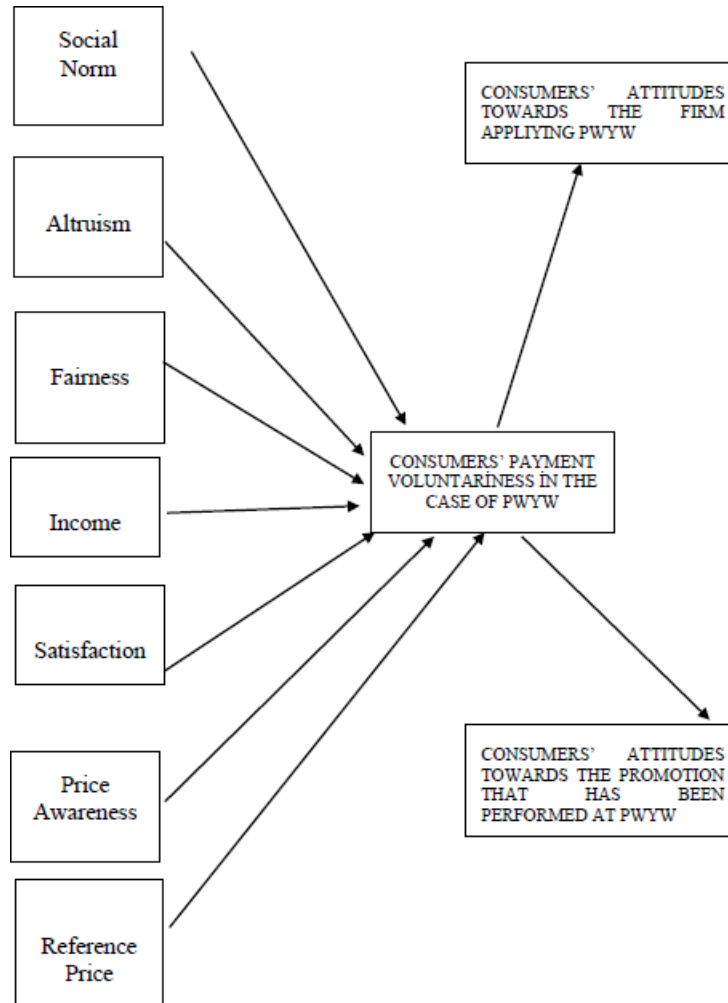 Social
Norm
CONSUMERS' ATTITUDES
TOWARDS THE FIRM
APPLIYING PWYW
Altruism
Fairness
CONSUMERS' PAYMENT
VOLUNTARİNESS İN THE
CASE OF PWYW
Income
Satisfaction
CONSUMERS' ATTITUDES
TOWARDS THE PROMOTION
THAT HAS BEEN
PERFORMED AT PWYW
Price
Awareness
Reference
Price